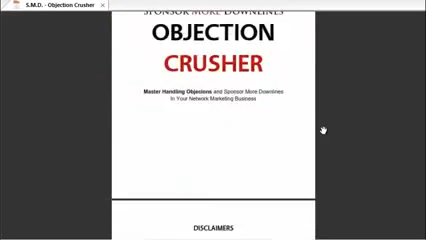 S.M.D. - Objection Crusher
SPONSOR MORE DOWNLINES
OBJECTION
CRUSHER
Master Handling Objecions and Sponsor More Downlines
In Your Network Marketing Business
DISCLAIMERS